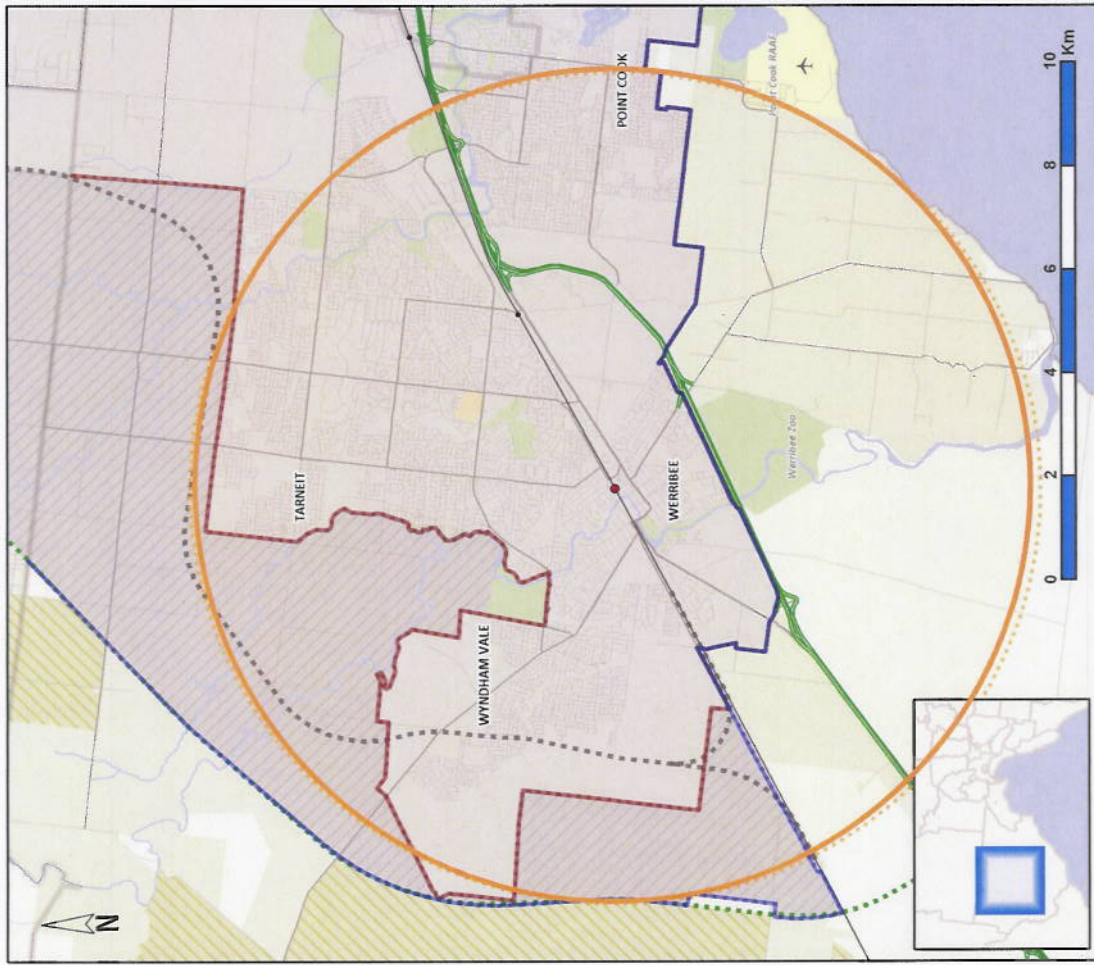 N
TARNEIT
WYNDHAM VALE
WERRIBEE
POINT COOK
Point Cook RAAF
Werribee Zoo
0 2 4 6 8 10
Km